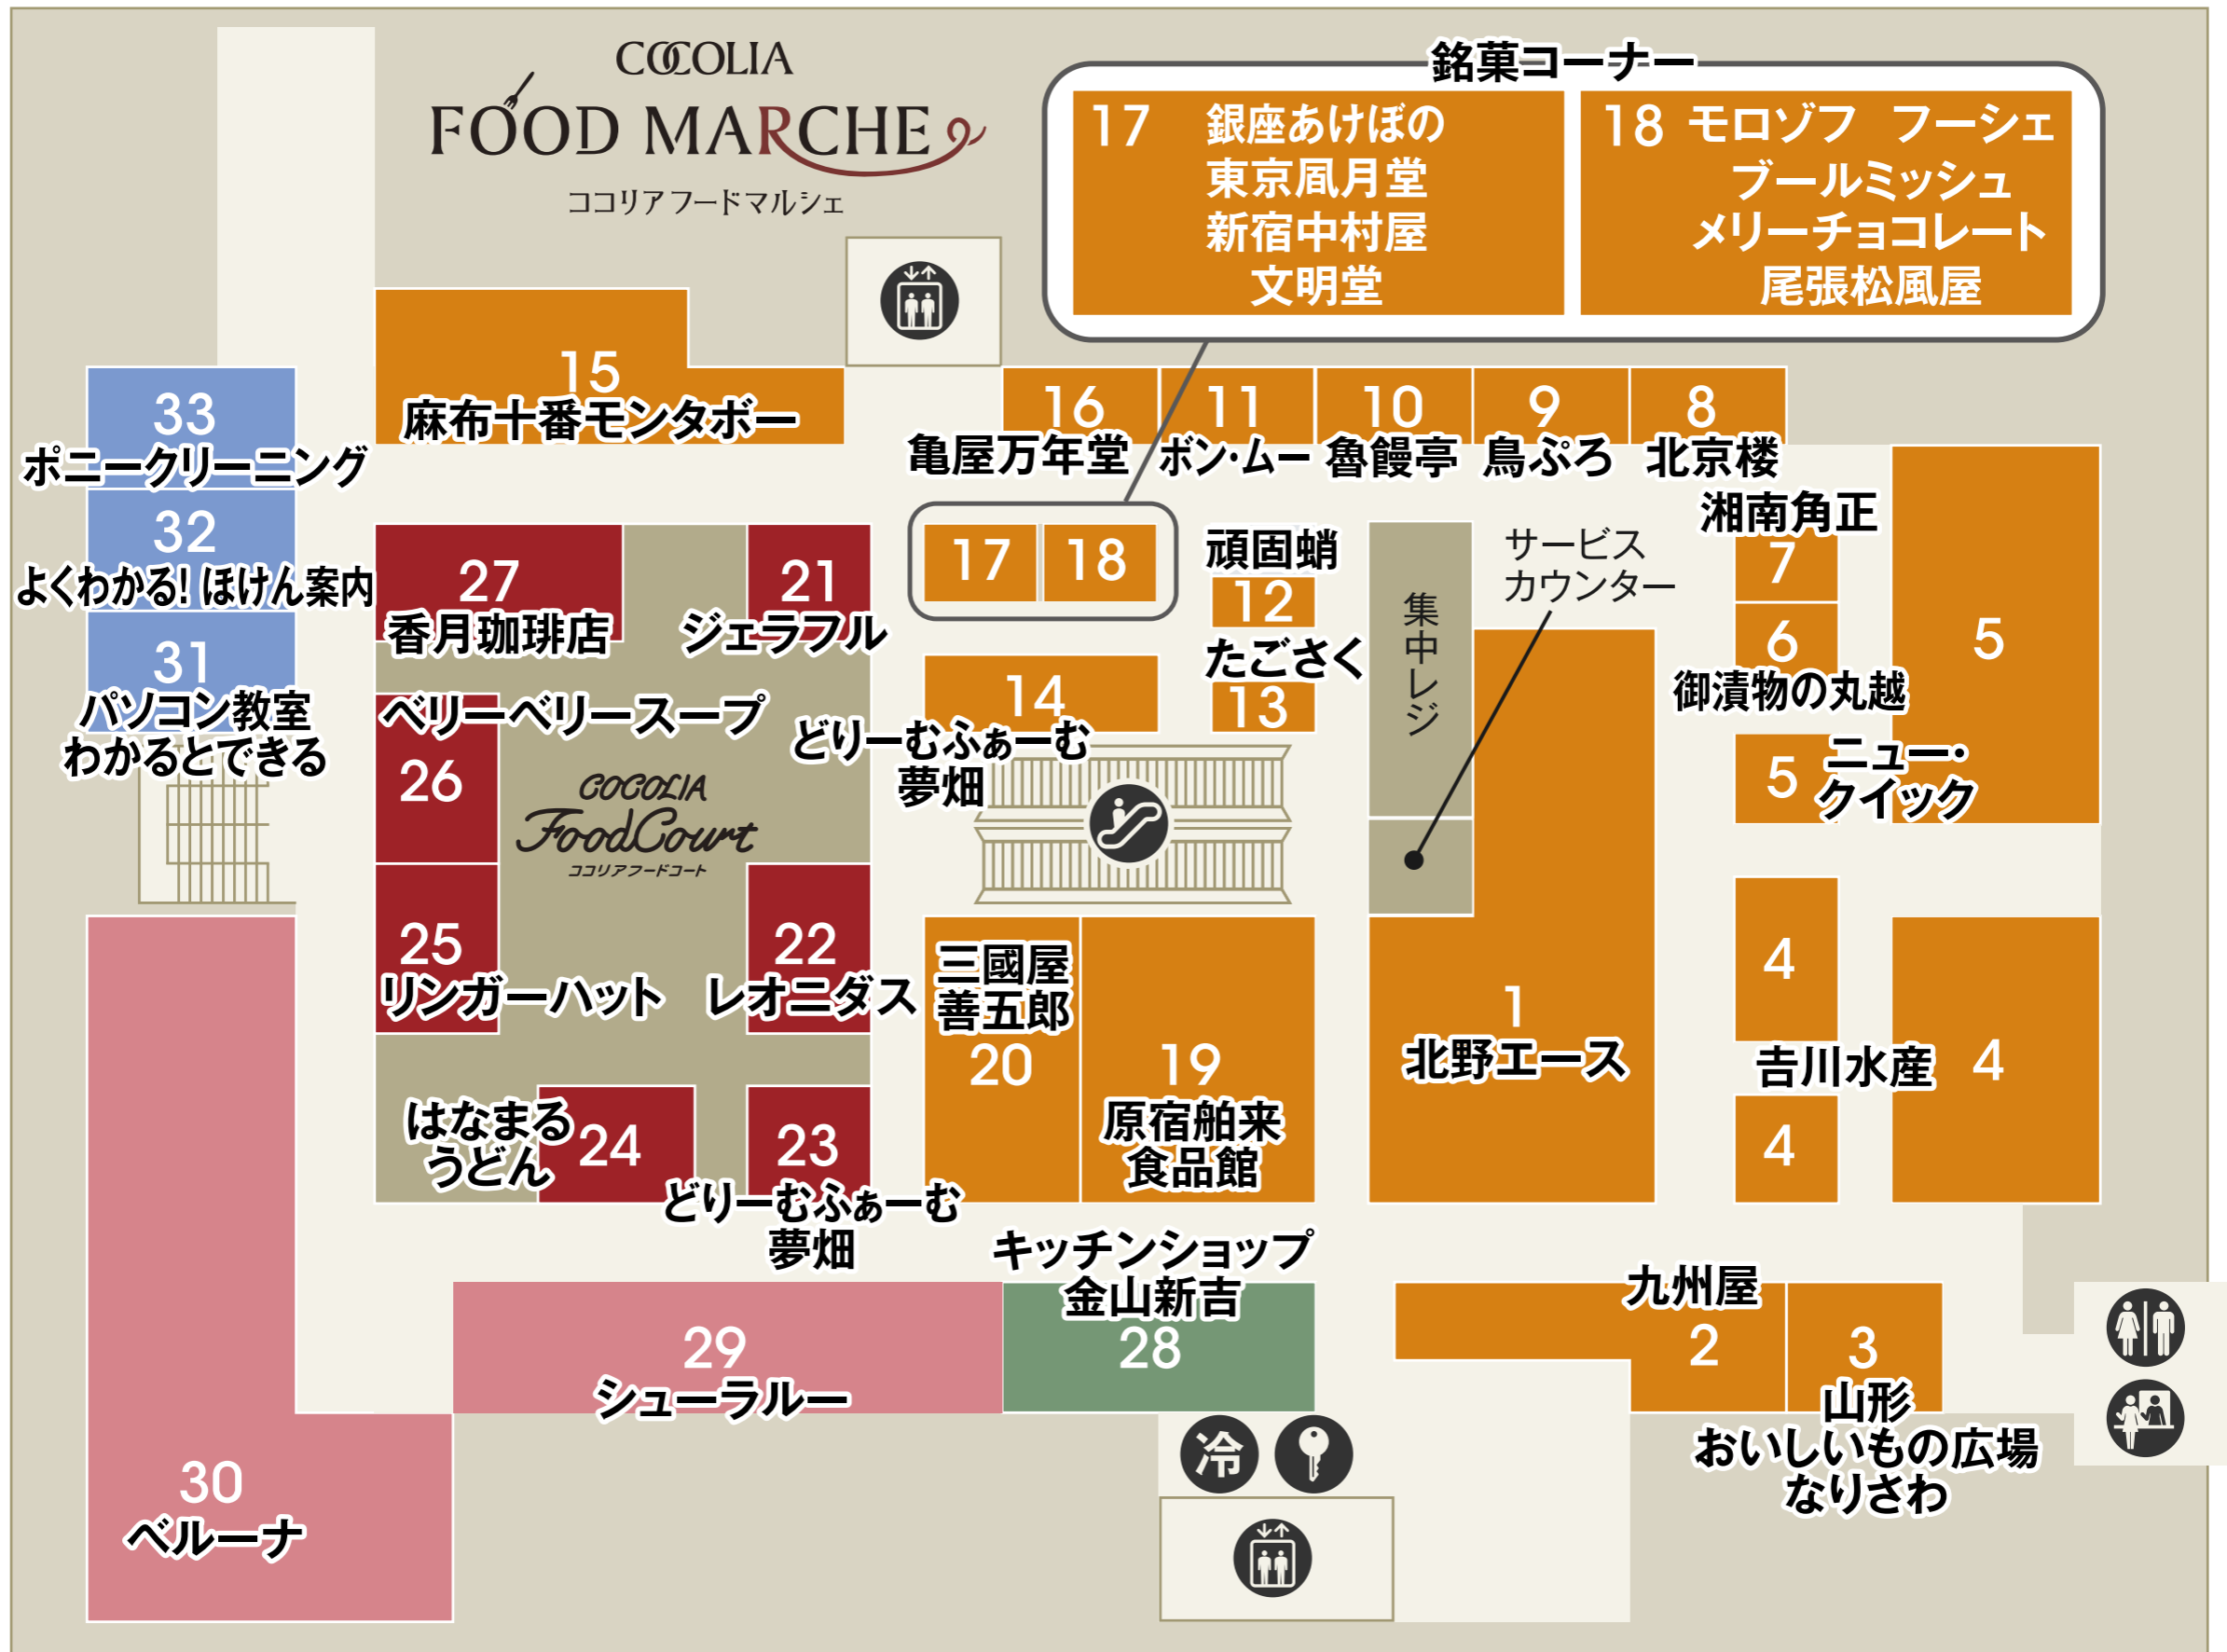 COCOLIA
FOOD MARCHE
ココリアフードマルシェ
銘菓コーナー
17 銀座あけぼの
東京凮月堂
新宿中村屋
文明堂
18 モロゾフ フーシェ
ブールミッシュ
メリーチョコレート
尾張松風屋
15
麻布十番モンタボー
16
亀屋万年堂
11
ボン・ムー
10
魯饅亭
9
鳥ぷろ
8
北京楼
33
ポニークリーニング
32
よくわかる! ほけん案内
31
パソコン教室
わかるとできる
27
香月珈琲店
21
ジェラフル
17
18
頑固蛸
12
たごさく
13
14
どりーむふぁーむ
夢畑
集中レジ
サービス
カウンター
湘南角正
7
6
御漬物の丸越
5
ニュー・
クイック
5
ベリーベリースープ
26
COCOLIA
FoodCourt
ココリアフードコート
25
リンガーハット
22
レオニダス
三國屋
善五郎
20
19
原宿舶来
食品館
1
北野エース
4
𠮷川水産
4
4
はなまる
うどん
24
23
どりーむふぁーむ
夢畑
キッチンショップ
金山新吉
28
29
シューラルー
九州屋
2
3
山形
おいしいもの広場
なりさわ
冷
30
ベルーナ